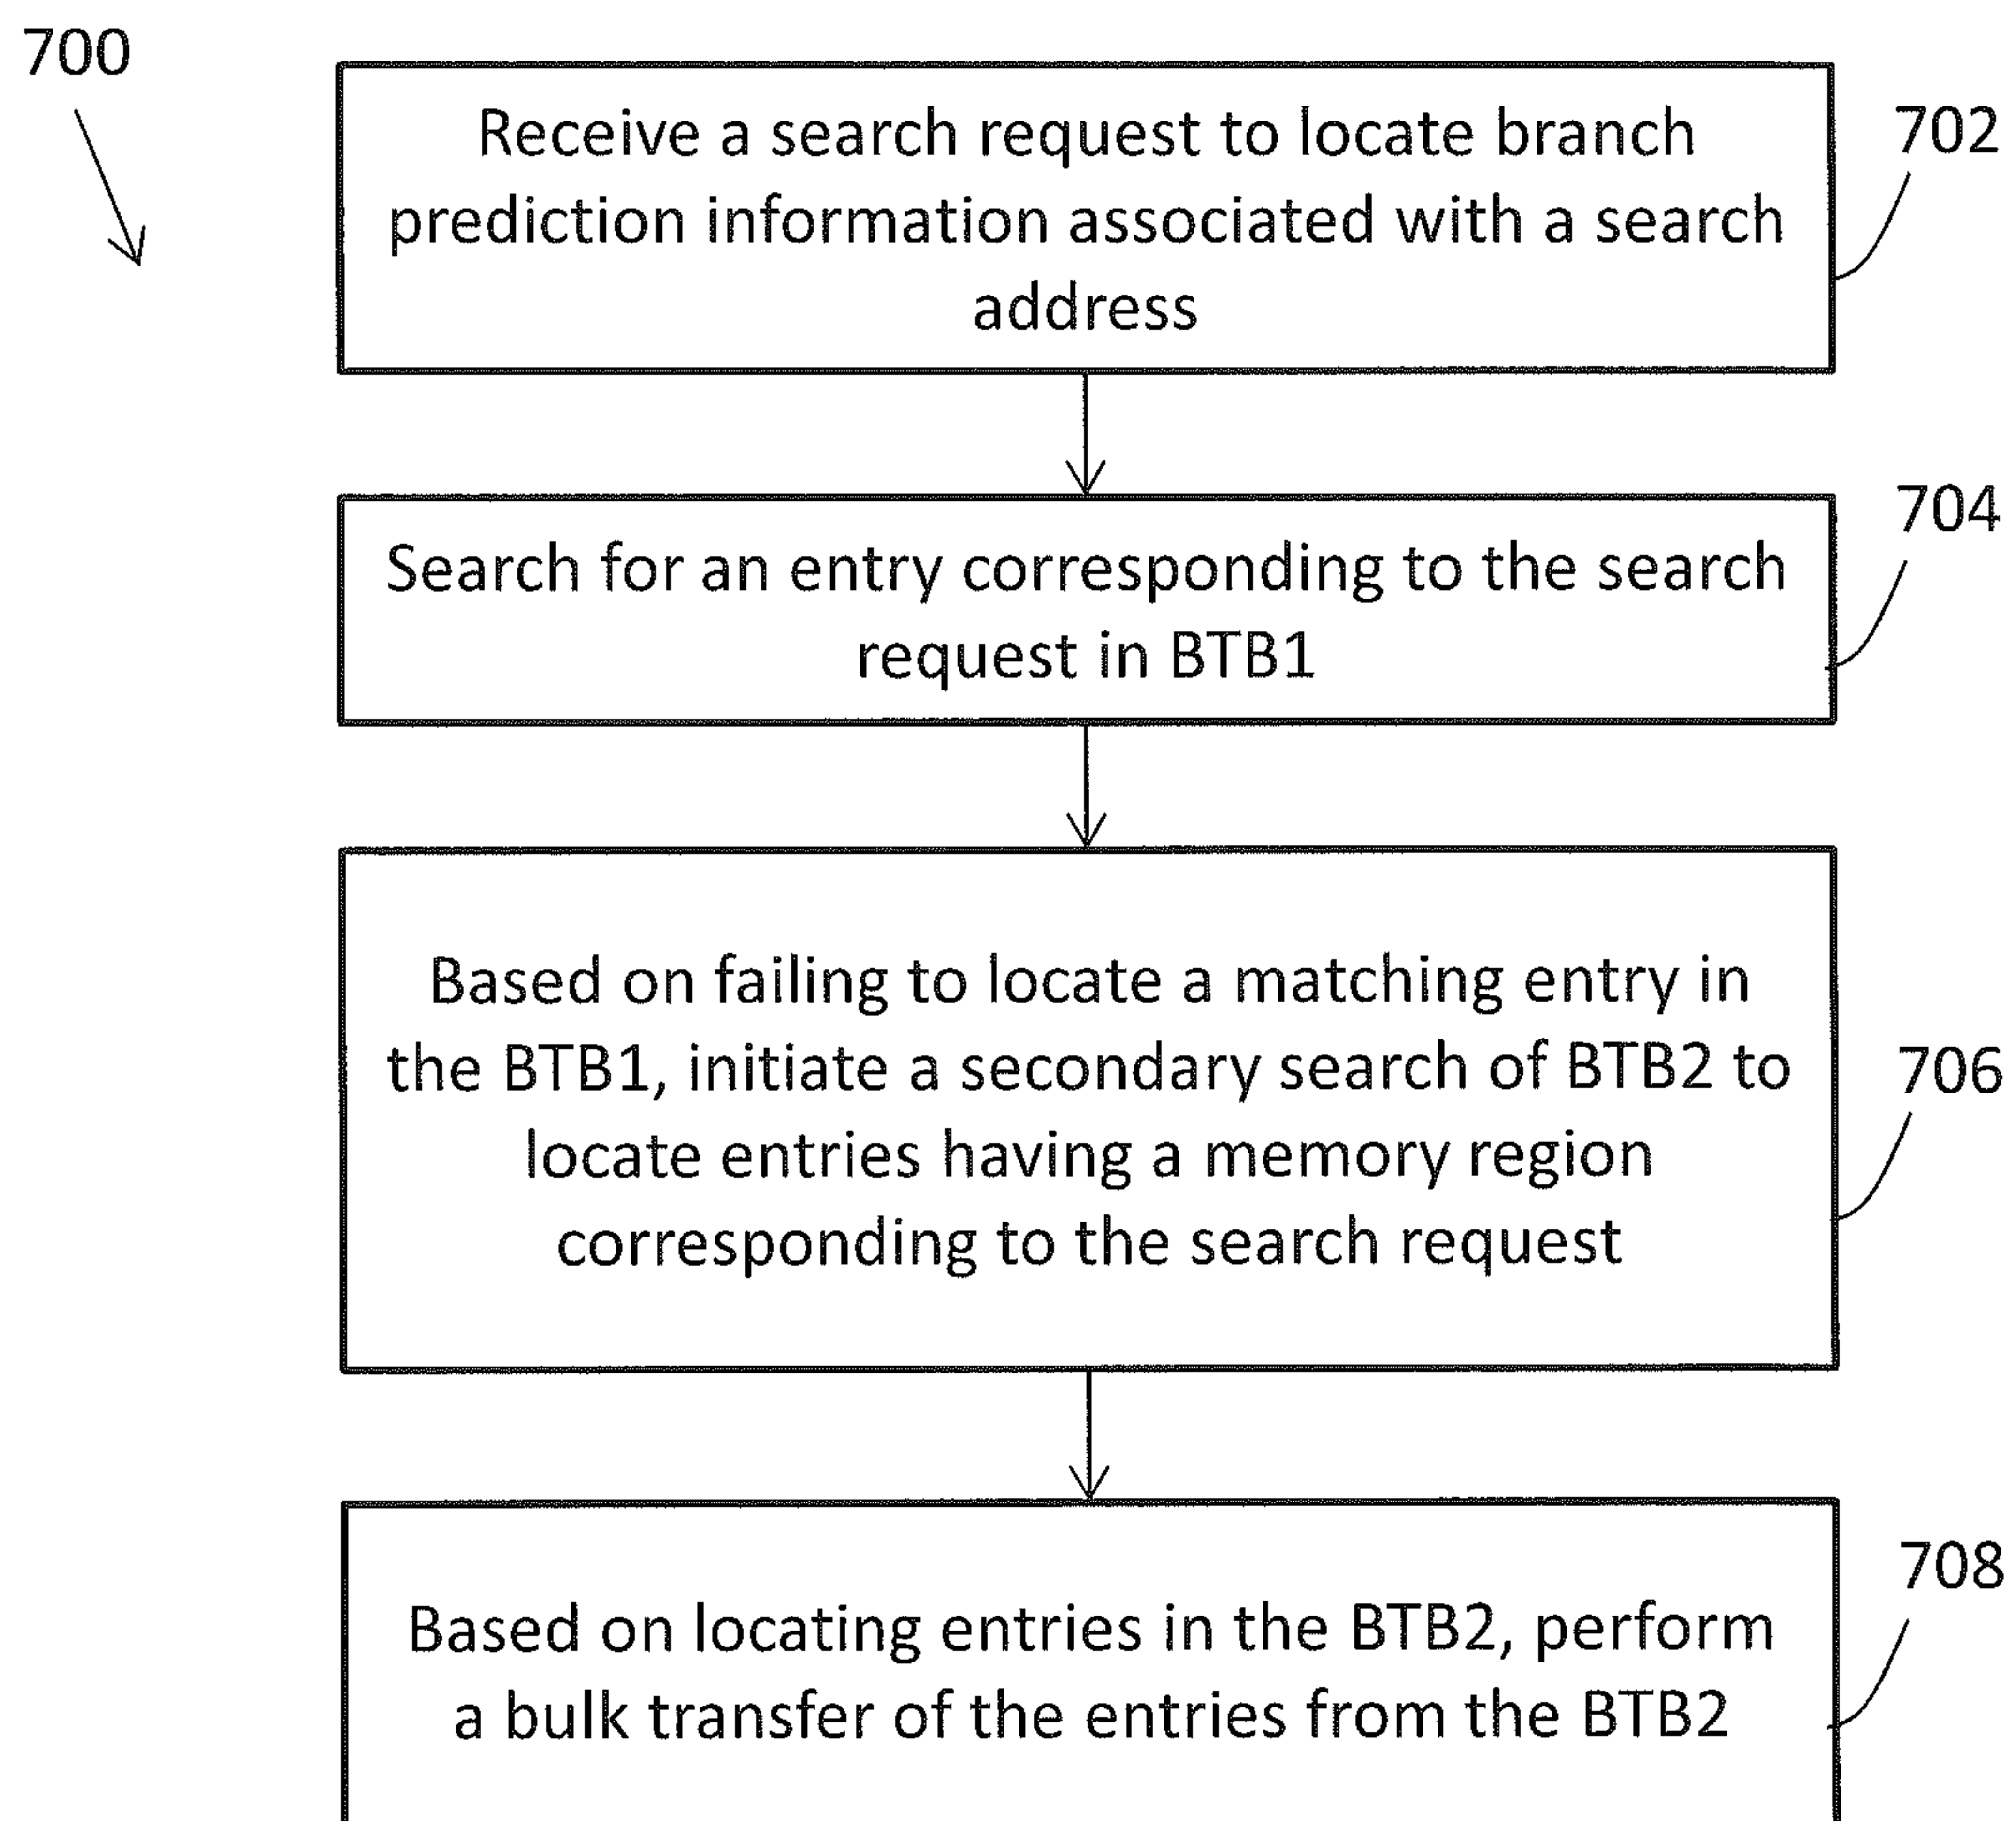 700
Receive a search request to locate branch
prediction information associated with a search
address
702
Search for an entry corresponding to the search
request in BTB1
704
Based on failing to locate a matching entry in
the BTB1, initiate a secondary search of BTB2 to
locate entries having a memory region
corresponding to the search request
706
Based on locating entries in the BTB2, perform
a bulk transfer of the entries from the BTB2
708